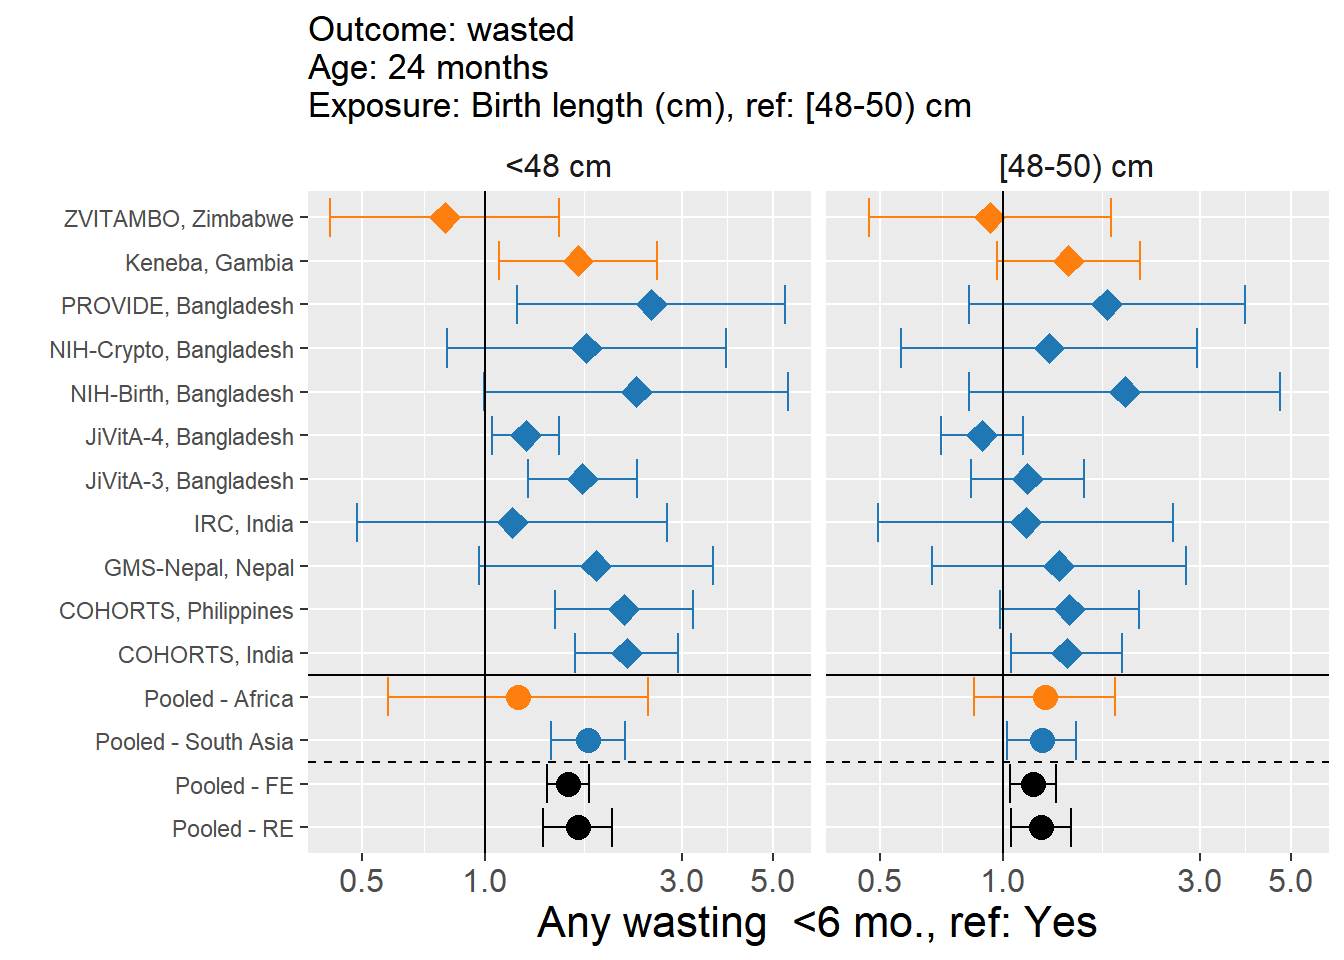 Outcome: wasted
Age: 24 months
Exposure: Birth length (cm), ref: [48-50) cm
<48 cm
[48-50) cm
ZVITAMBO, Zimbabwe
Keneba, Gambia
PROVIDE, Bangladesh
NIH-Crypto, Bangladesh
NIH-Birth, Bangladesh
JiVitA-4, Bangladesh
JiVitA-3, Bangladesh
IRC, India
GMS-Nepal, Nepal
COHORTS, Philippines
COHORTS, India
Pooled - Africa
Pooled - South Asia
Pooled - FE
Pooled - RE
0.5 1.0 3.0 5.0
0.5 1.0 3.0 5.0
Any wasting  <6 mo., ref: Yes